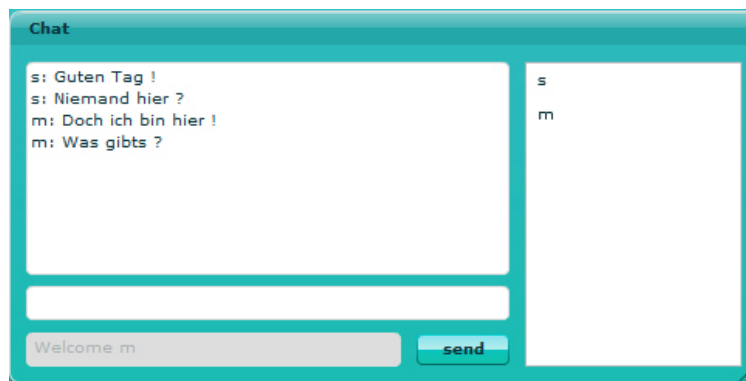 Chat
s: Guten Tag !
s: Niemand hier ?
m: Doch ich bin hier !
m: Was gibts ?
s
m
Welcome m
send